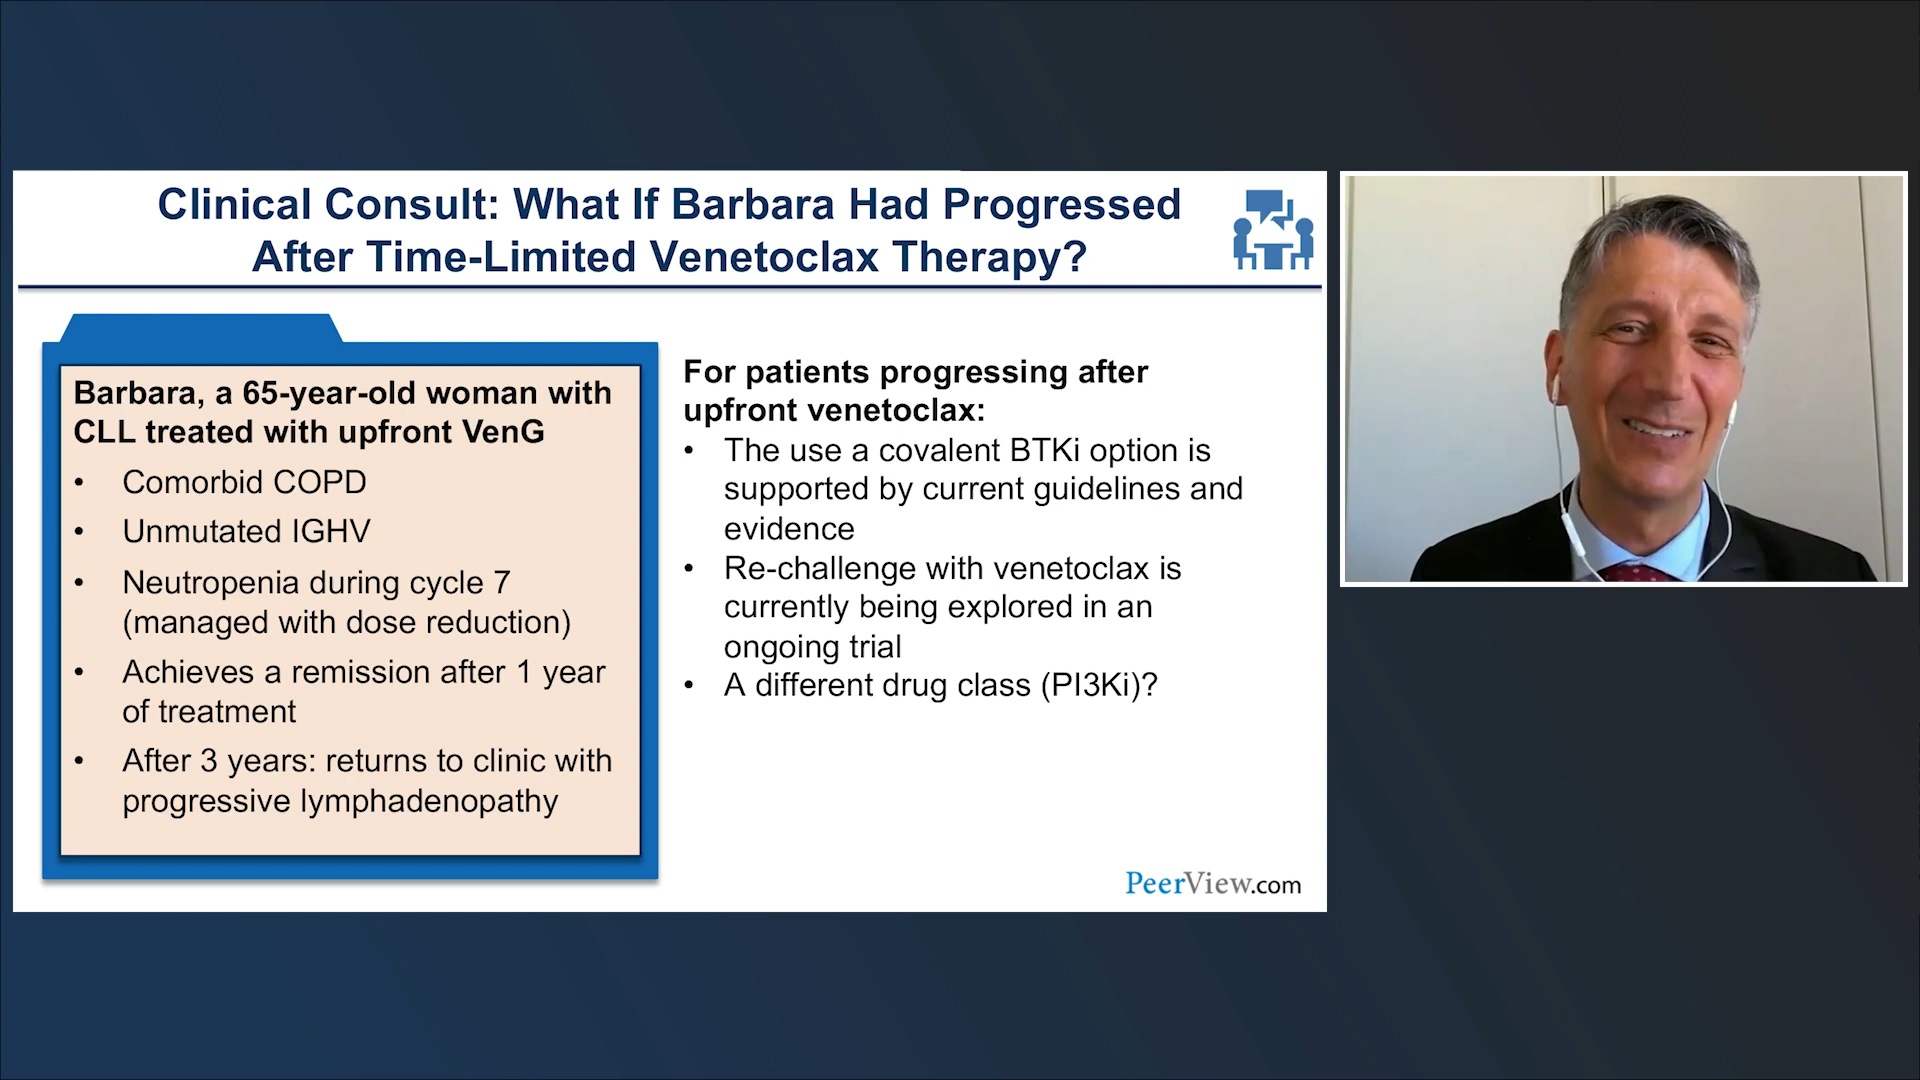 Clinical Consult: What If Barbara Had Progressed
After Time-Limited Venetoclax Therapy?
Barbara, a 65-year-old woman with
CLL treated with upfront VenG
• Comorbid COPD
• Unmutated IGHV
• Neutropenia during cycle 7
(managed with dose reduction)
• Achieves a remission after 1 year
of treatment
• After 3 years: returns to clinic with
progressive lymphadenopathy
For patients progressing after
upfront venetoclax:
• The use a covalent BTKi option is
supported by current guidelines and
evidence
• Re-challenge with venetoclax is
currently being explored in an
ongoing trial
• A different drug class (PI3Ki)?
PeerView.com